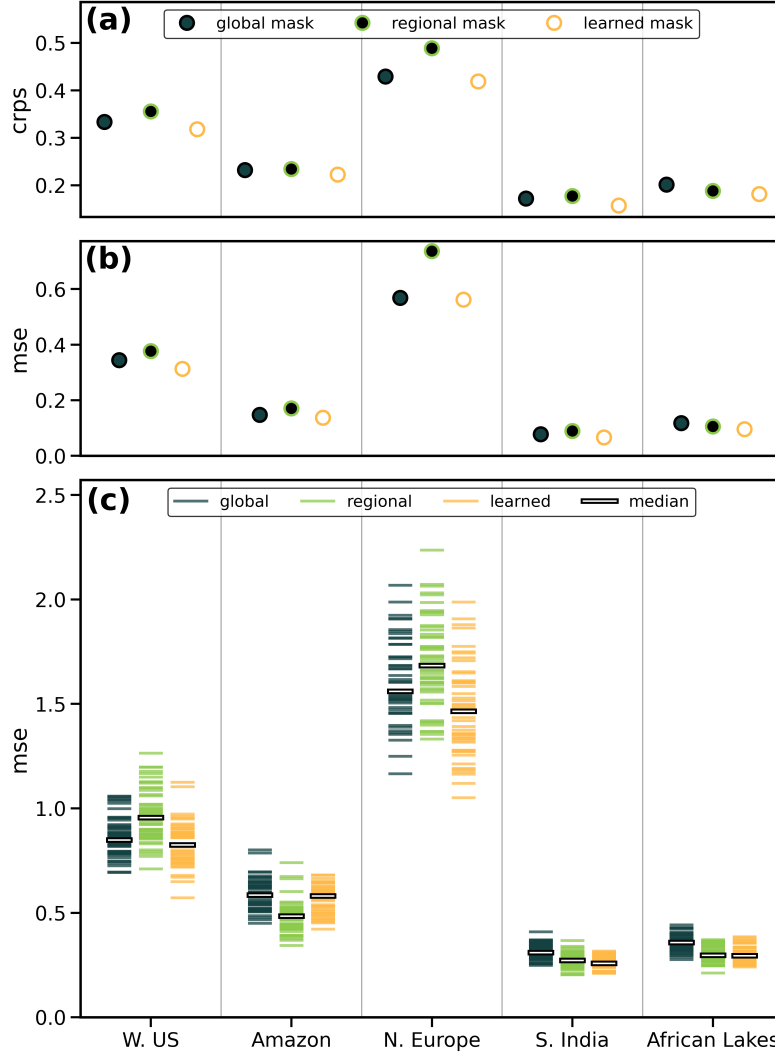 (a)
global mask regional mask learned mask
crps
0.5
0.4
0.3
0.2
(b)
mse
0.6
0.4
0.2
0.0
(c)
global regional learned median
mse
2.5
2.0
1.5
1.0
0.5
0.0
W. US Amazon N. Europe S. India African Lakes